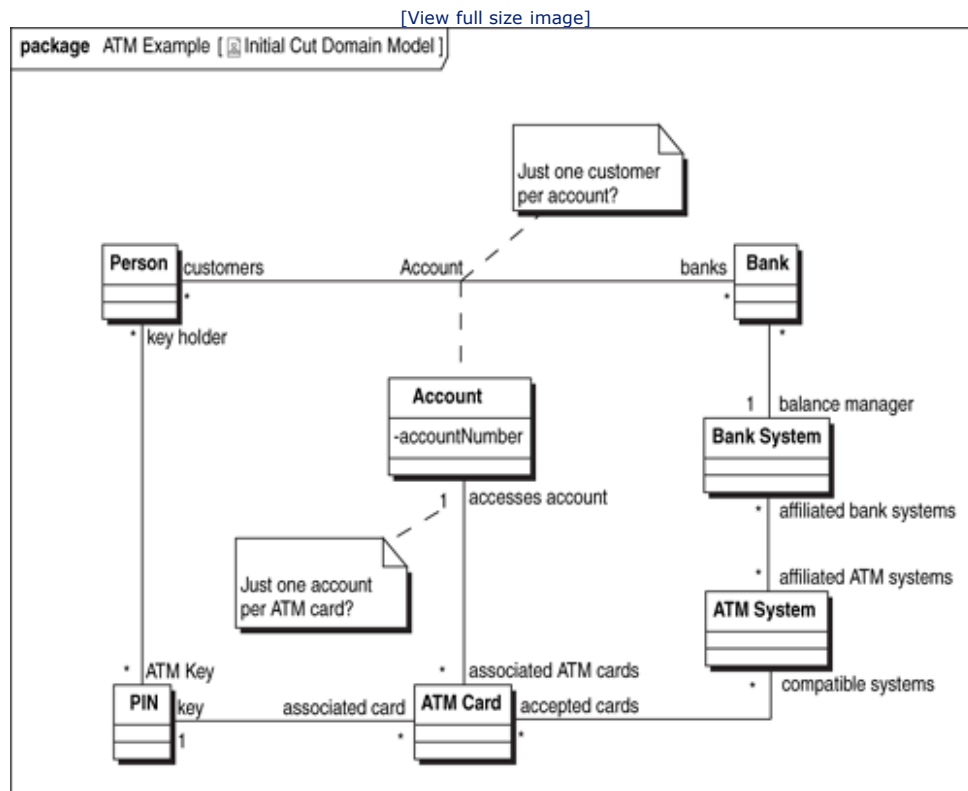 [View full size image]
package ATM Example [ Initial Cut Domain Model ]
Just one customer
per account?
Person
customers
Account
banks
Bank
*
*
* key holder
*
Account
-accountNumber
1 balance manager
Bank System
1 accesses account
* affiliated bank systems
Just one account
per ATM card?
* affiliated ATM systems
ATM System
* ATM Key
* associated ATM cards
* compatible systems
PIN
key
associated card
ATM Card
accepted cards
1
*
*